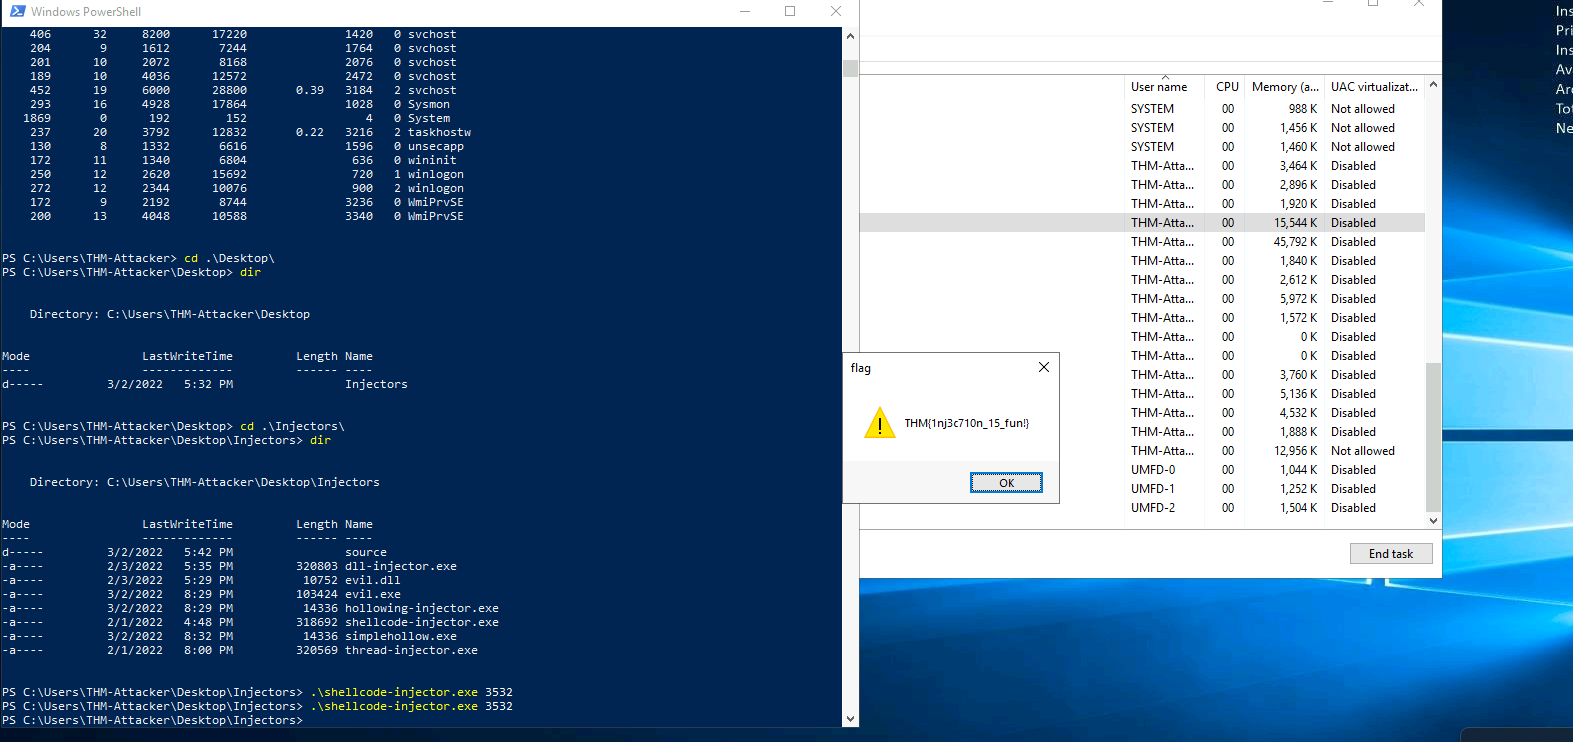 Windows PowerShell
406 32 8200 17220 1420 0 svchost
204 9 1612 7244 1764 0 svchost
201 10 2072 8168 2076 0 svchost
189 10 4036 12572 2472 0 svchost
452 19 6000 28800 0.39 3184 2 svchost
293 16 4928 17864 1028 0 Sysmon
1869 0 192 152 4 0 System
237 20 3792 12832 0.22 3216 2 taskhostw
130 8 1332 6616 1596 0 unsecapp
172 11 1340 6804 636 0 wininit
250 12 2620 15692 720 1 winlogon
272 12 2344 10076 900 2 winlogon
172 9 2192 8744 3236 0 WmiPrvSE
200 13 4048 10588 3340 0 WmiPrvSE
PS C:\Users\THM-Attacker> cd .\Desktop\
PS C:\Users\THM-Attacker\Desktop> dir
Directory: C:\Users\THM-Attacker\Desktop
Mode LastWriteTime Length Name
---- ------------- ------ ----
d----- 3/2/2022 5:32 PM Injectors
PS C:\Users\THM-Attacker\Desktop> cd .\Injectors\
PS C:\Users\THM-Attacker\Desktop\Injectors> dir
Directory: C:\Users\THM-Attacker\Desktop\Injectors
Mode LastWriteTime Length Name
---- ------------- ------ ----
d----- 3/2/2022 5:42 PM source
-a---- 2/3/2022 5:35 PM 320803 dll-injector.exe
-a---- 2/3/2022 5:29 PM 10752 evil.dll
-a---- 3/2/2022 8:29 PM 103424 evil.exe
-a---- 3/2/2022 8:29 PM 14336 hollowing-injector.exe
-a---- 2/1/2022 4:48 PM 318692 shellcode-injector.exe
-a---- 3/2/2022 8:32 PM 14336 simplehollow.exe
-a---- 2/1/2022 8:00 PM 320569 thread-injector.exe
PS C:\Users\THM-Attacker\Desktop\Injectors> .\shellcode-injector.exe 3532
PS C:\Users\THM-Attacker\Desktop\Injectors> .\shellcode-injector.exe 3532
PS C:\Users\THM-Attacker\Desktop\Injectors>
User name CPU Memory (a... UAC virtualizat...
SYSTEM 00 988 K Not allowed
SYSTEM 00 1,456 K Not allowed
SYSTEM 00 1,460 K Not allowed
THM-Atta... 00 3,464 K Disabled
THM-Atta... 00 2,896 K Disabled
THM-Atta... 00 1,920 K Disabled
THM-Atta... 00 15,544 K Disabled
THM-Atta... 00 45,792 K Disabled
THM-Atta... 00 1,840 K Disabled
THM-Atta... 00 2,612 K Disabled
THM-Atta... 00 5,972 K Disabled
THM-Atta... 00 1,572 K Disabled
THM-Atta... 00 0 K Disabled
THM-Atta... 00 0 K Disabled
THM-Atta... 00 3,760 K Disabled
THM-Atta... 00 5,136 K Disabled
THM-Atta... 00 4,532 K Disabled
THM-Atta... 00 1,888 K Disabled
THM-Atta... 00 12,956 K Not allowed
UMFD-0 00 1,044 K Disabled
UMFD-1 00 1,252 K Disabled
UMFD-2 00 1,504 K Disabled
End task
flag
THM{1nj3c710n_15_fun!}
OK
Ins
Pri
Ins
Av
Arc
Tot
Ne